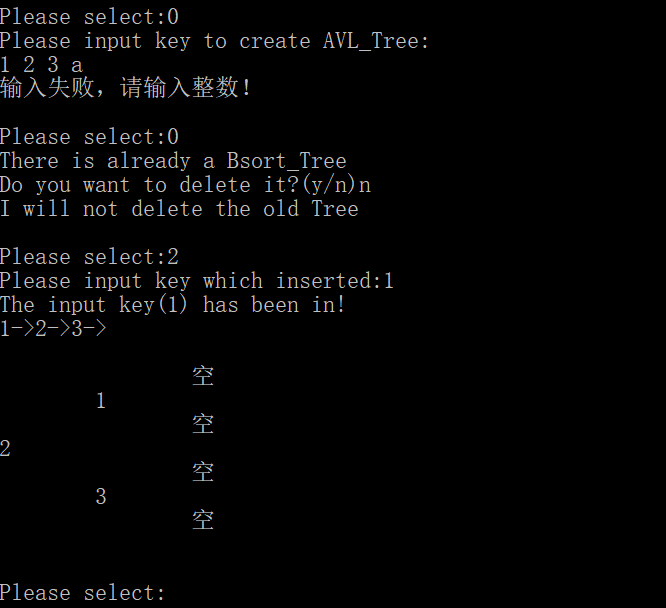 Please select:0
Please input key to create AVL_Tree:
1 2 3 a
输入失败，请输入整数！
Please select:0
There is already a Bsort_Tree
Do you want to delete it?(y/n)n
I will not delete the old Tree
Please select:2
Please input key which inserted:1
The input key(1) has been in!
1->2->3->
空
1
空
2
空
3
空
Please select: